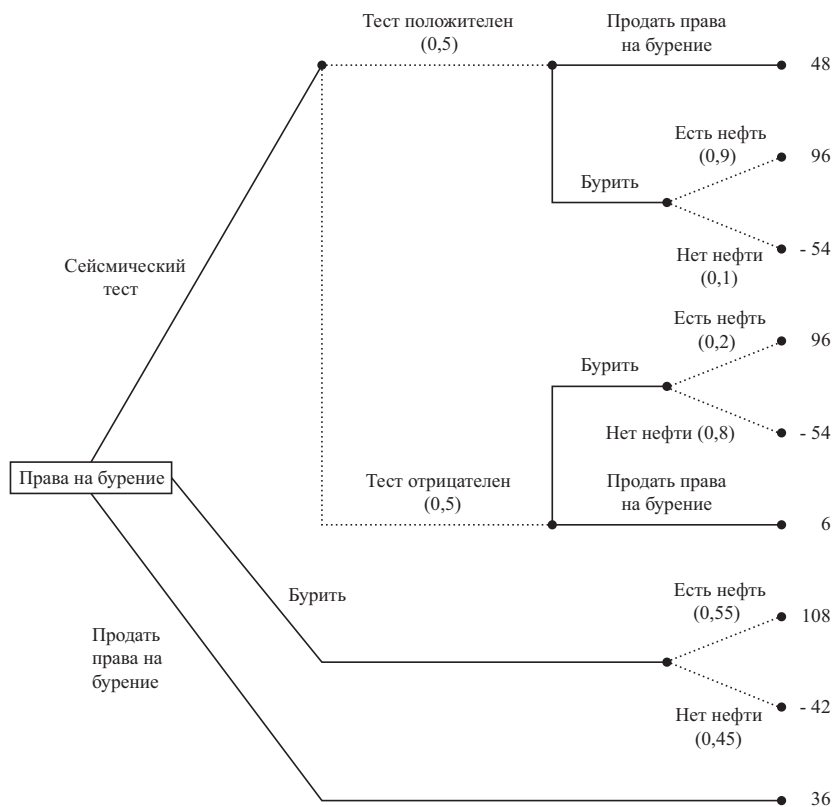 Тест положителен
(0,5)
Продать права
на бурение
48
Есть нефть
(0,9)
96
Бурить
Нет нефти
(0,1)
- 54
Сейсмический
тест
Есть нефть
(0,2)
96
Бурить
Нет нефти (0,8)
- 54
Права на бурение
Тест отрицателен
(0,5)
Продать права
на бурение
6
Бурить
Есть нефть
(0,55)
108
Продать
права на
бурение
Нет нефти
(0,45)
- 42
36